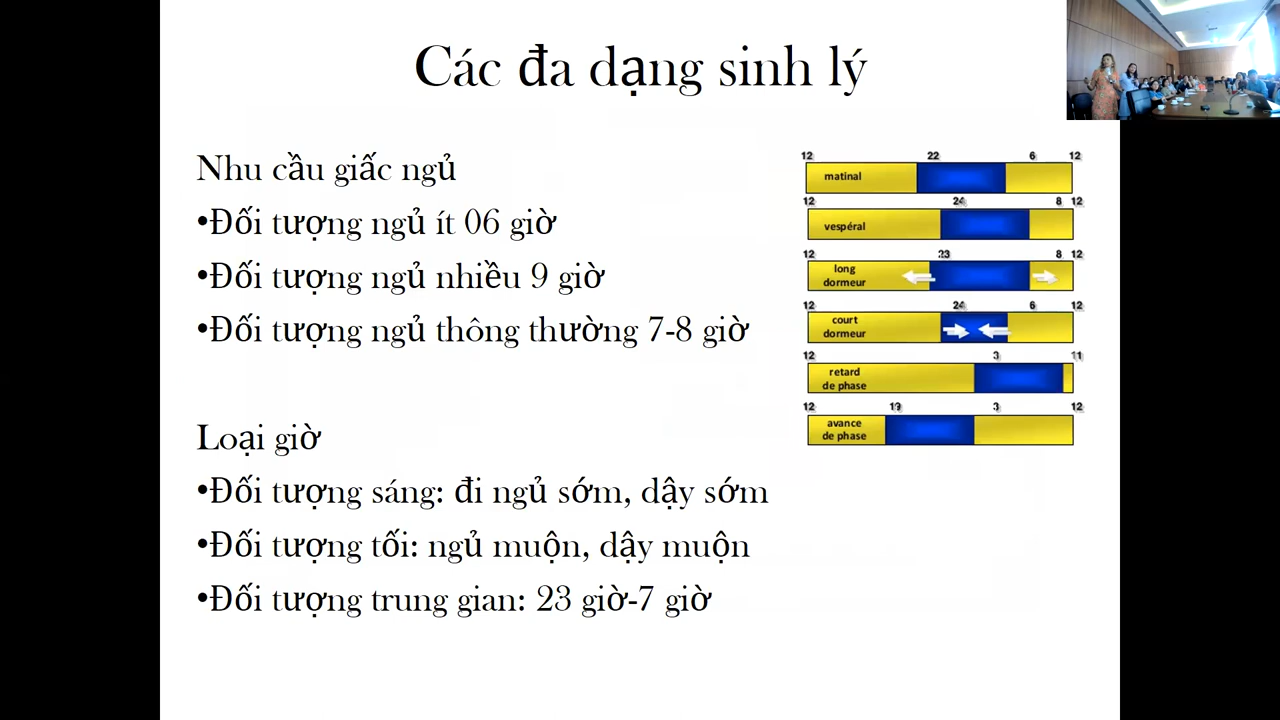 Các đa dạng sinh lý
Nhu cầu giấc ngủ
•Đối tượng ngủ ít 06 giờ
•Đối tượng ngủ nhiều 9 giờ
•Đối tượng ngủ thông thường 7-8 giờ
Loại giờ
•Đối tượng sáng: đi ngủ sớm, dậy sớm
•Đối tượng tối: ngủ muộn, dậy muộn
•Đối tượng trung gian: 23 giờ-7 giờ
12 22 6 12
matinal
12 24 8 12
vespéral
12 23 8 12
long
dormeur
12 24 6 12
court
dormeur
12 3 11
retard
de phase
12 19 3 12
avance
de phase